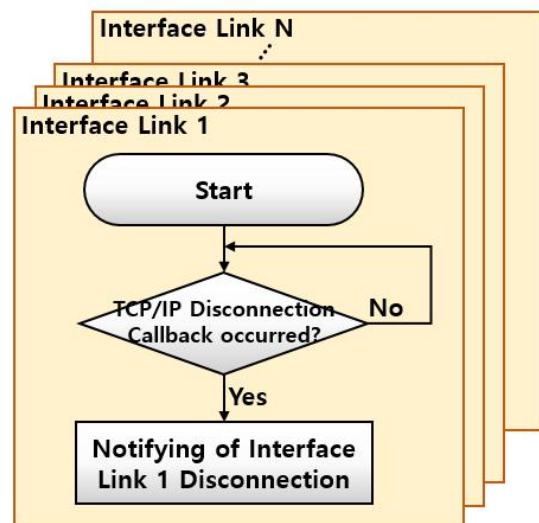 Interface Link N
Interface Link 3
Interface Link 2
Interface Link 1
Start
TCP/IP Disconnection
Callback occurred?
No
Yes
Notifying of Interface
Link 1 Disconnection